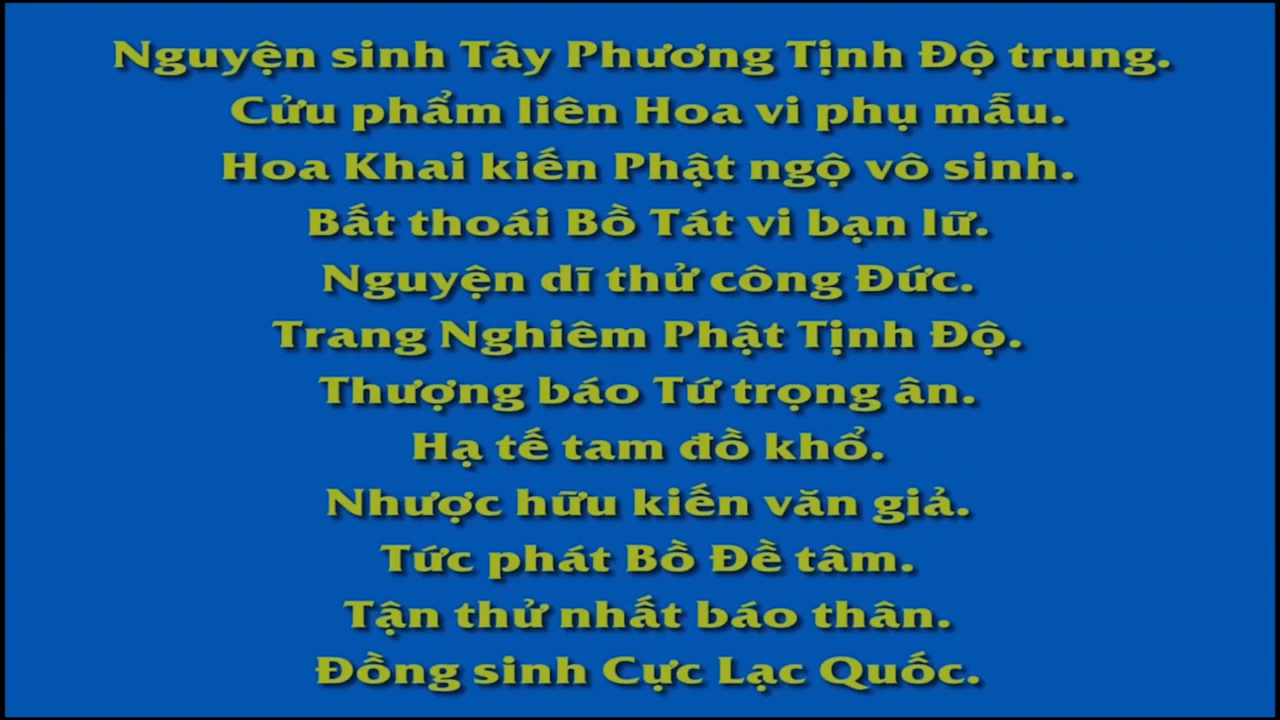 Nguyện sinh Tây Phương Tịnh Độ trung.
Cửu phẩm liên Hoa vi phụ mẫu.
Hoa Khai kiến Phật ngộ vô sinh.
Bất thoái Bồ Tát vi bạn lữ.
Nguyện dĩ thử công Đức.
Trang Nghiêm Phật Tịnh Độ.
Thượng báo Tứ trọng ân.
Hạ tế tam đồ khổ.
Nhược hữu kiến văn giả.
Tức phát Bồ Đề tâm.
Tận thử nhất báo thân.
Đồng sinh Cực Lạc Quốc.